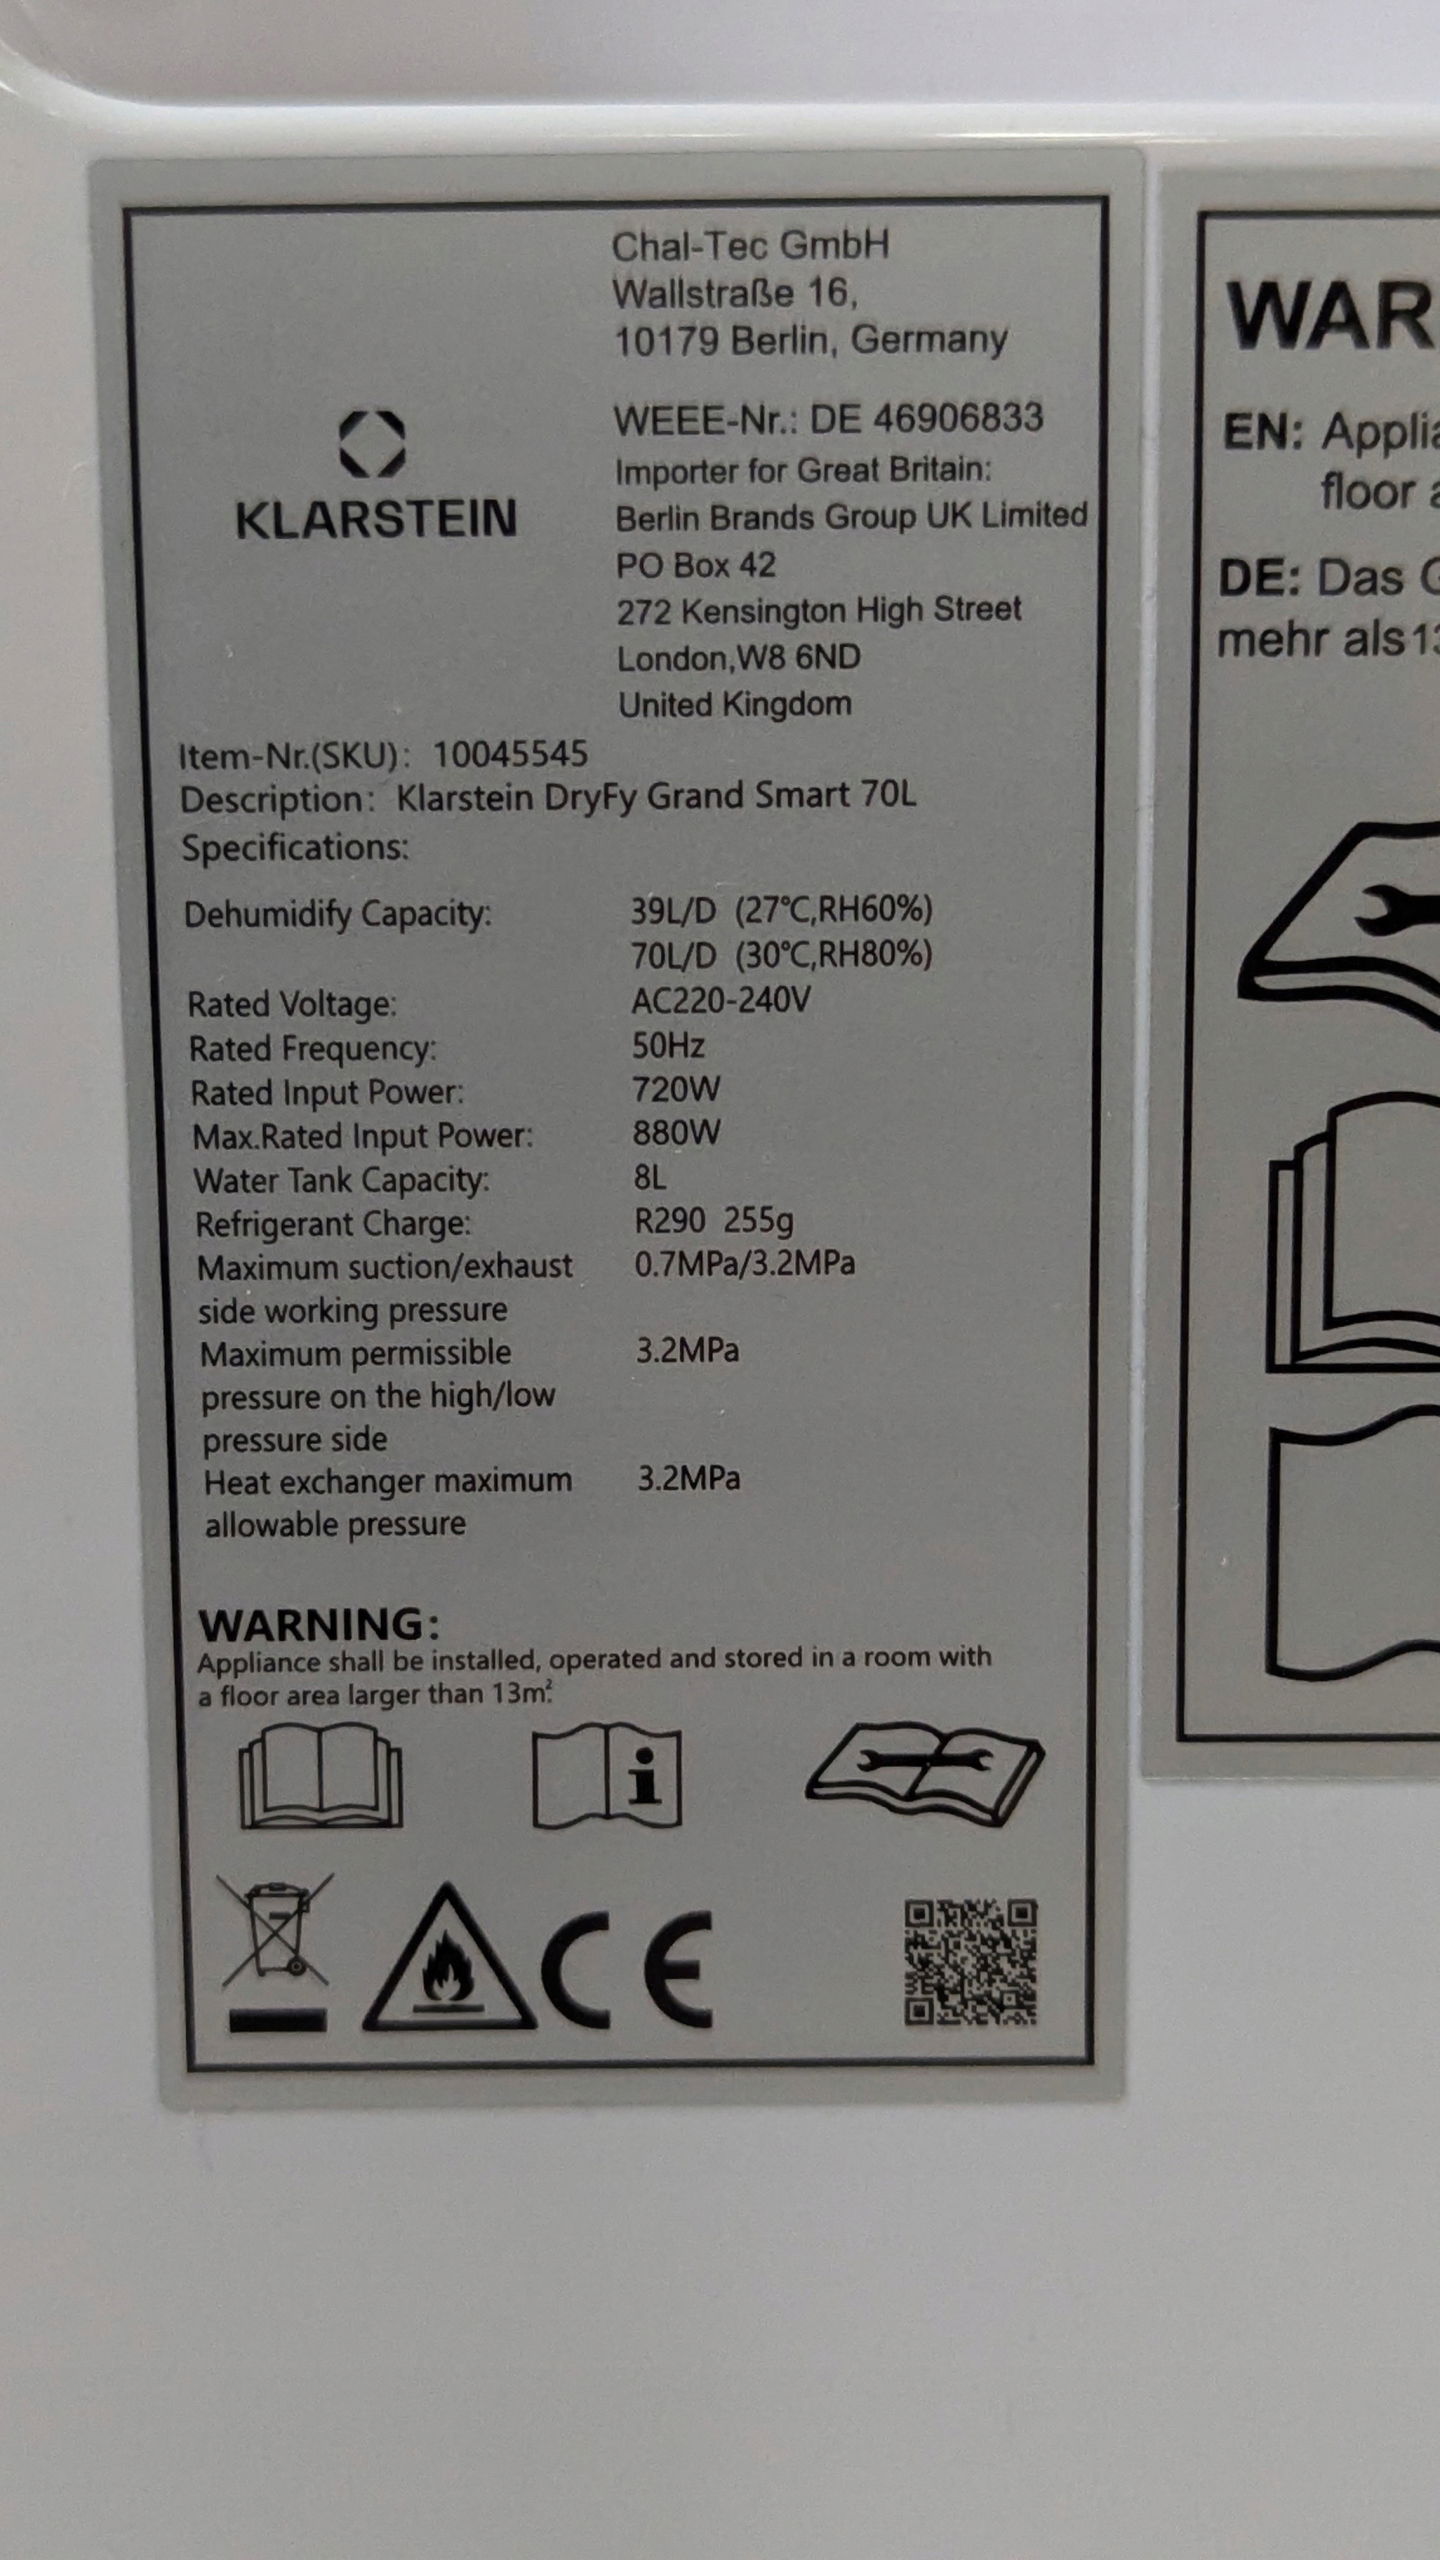 Chal-Tec GmbH
Wallstraße 16,
10179 Berlin, Germany
WEEE-Nr.: DE 46906833
Importer for Great Britain:
Berlin Brands Group UK Limited
PO Box 42
272 Kensington High Street
London,W8 6ND
United Kingdom
KLARSTEIN
Item-Nr.(SKU): 10045545
Description: Klarstein DryFy Grand Smart 70L
Specifications:
Dehumidify Capacity: 39L/D (27℃,RH60%)
70L/D (30℃,RH80%)
Rated Voltage: AC220-240V
Rated Frequency: 50Hz
Rated Input Power: 720W
Max.Rated Input Power: 880W
Water Tank Capacity: 8L
Refrigerant Charge: R290 255g
Maximum suction/exhaust 0.7MPa/3.2MPa
side working pressure
Maximum permissible 3.2MPa
pressure on the high/low
pressure side
Heat exchanger maximum 3.2MPa
allowable pressure
WARNING:
Appliance shall be installed, operated and stored in a room with
a floor area larger than 13m².
CE
EN:
floor
DE: Das
mehr als